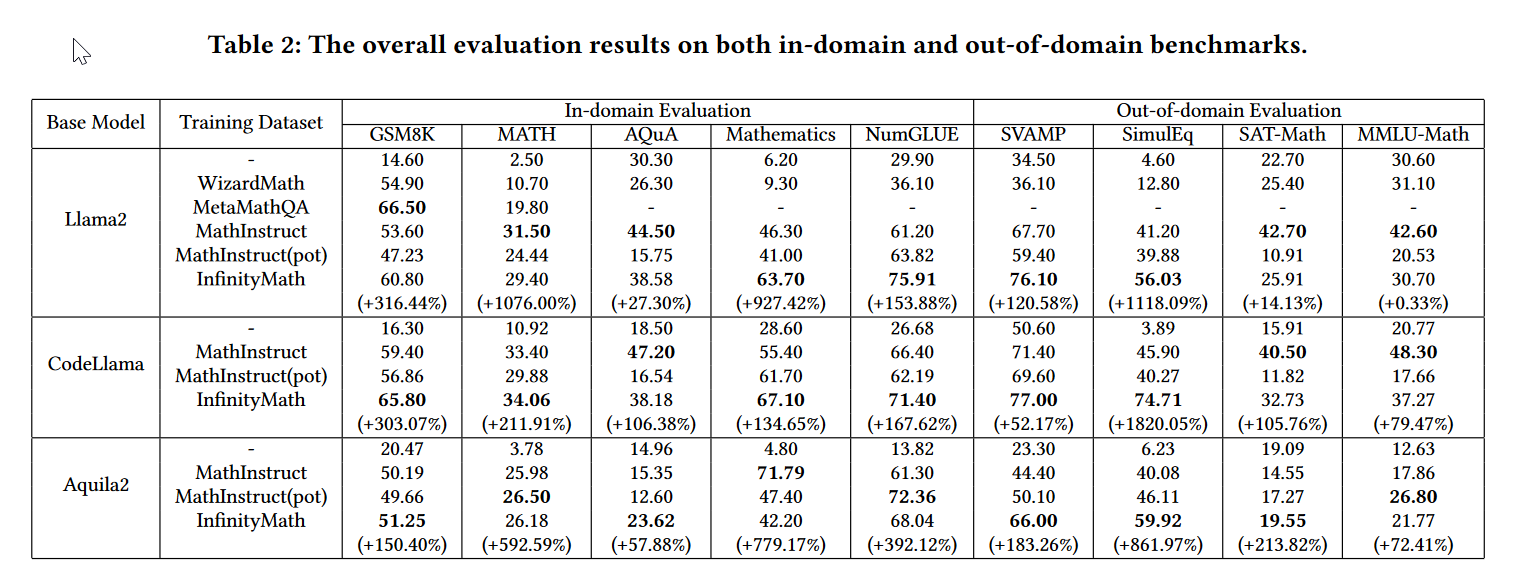 Table 2: The overall evaluation results on both in-domain and out-of-domain benchmarks.
Base Model Training Dataset In-domain Evaluation Out-of-domain Evaluation
GSM8K MATH AQuA Mathematics NumGLUE SVAMP SimulEq SAT-Math MMLU-Math
Llama2
- 14.60 2.50 30.30 6.20 29.90 34.50 4.60 22.70 30.60
WizardMath 54.90 10.70 26.30 9.30 36.10 36.10 12.80 25.40 31.10
MetaMathQA 66.50 19.80 - - - - - - -
MathInstruct 53.60 31.50 44.50 46.30 61.20 67.70 41.20 42.70 42.60
MathInstruct(pot) 47.23 24.44 15.75 41.00 63.82 59.40 39.88 10.91 20.53
InfinityMath 60.80 29.40 38.58 63.70 75.91 76.10 56.03 25.91 30.70
(+316.44%) (+1076.00%) (+27.30%) (+927.42%) (+153.88%) (+120.58%) (+1118.09%) (+14.13%) (+0.33%)
CodeLlama
- 16.30 10.92 18.50 28.60 26.68 50.60 3.89 15.91 20.77
MathInstruct 59.40 33.40 47.20 55.40 66.40 71.40 45.90 40.50 48.30
MathInstruct(pot) 56.86 29.88 16.54 61.70 62.19 69.60 40.27 11.82 17.66
InfinityMath 65.80 34.06 38.18 67.10 71.40 77.00 74.71 32.73 37.27
(+303.07%) (+211.91%) (+106.38%) (+134.65%) (+167.62%) (+52.17%) (+1820.05%) (+105.76%) (+79.47%)
Aquila2
- 20.47 3.78 14.96 4.80 13.82 23.30 6.23 19.09 12.63
MathInstruct 50.19 25.98 15.35 71.79 61.30 44.40 40.08 14.55 17.86
MathInstruct(pot) 49.66 26.50 12.60 47.40 72.36 50.10 46.11 17.27 26.80
InfinityMath 51.25 26.18 23.62 42.20 68.04 66.00 59.92 19.55 21.77
(+150.40%) (+592.59%) (+57.88%) (+779.17%) (+392.12%) (+183.26%) (+861.97%) (+213.82%) (+72.41%)